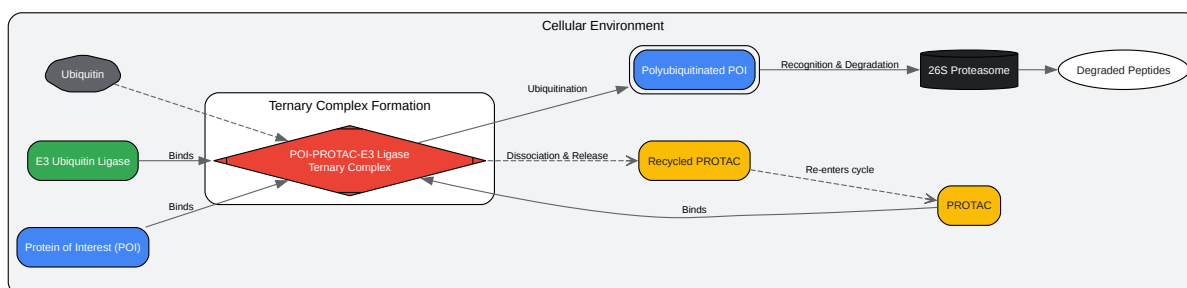 Cellular Environment
Ubiquitin
Ternary Complex Formation
Polyubiquitinated POI
Recognition & Degradation
26S Proteasome
Degraded Peptides
Ubiquitination
E3 Ubiquitin Ligase
Binds
POI-PROTAC-E3 Ligase
Ternary Complex
Dissociation & Release
Recycled PROTAC
Re-enters cycle
Binds
Binds
PROTAC
Protein of Interest (POI)